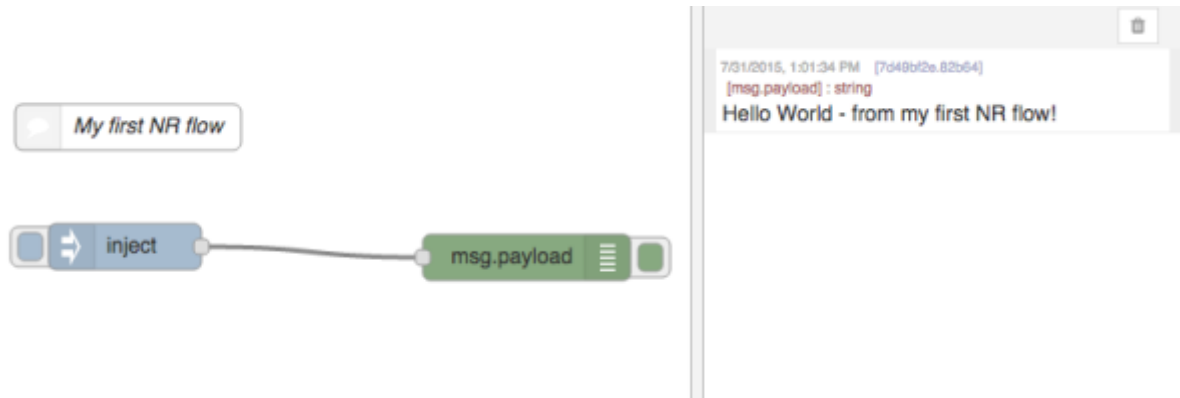 My first NR flow
inject
msg.payload
7/31/2015, 1:01:34 PM [7d49bf2e.82b64]
[msg.payload] : string
Hello World - from my first NR flow!